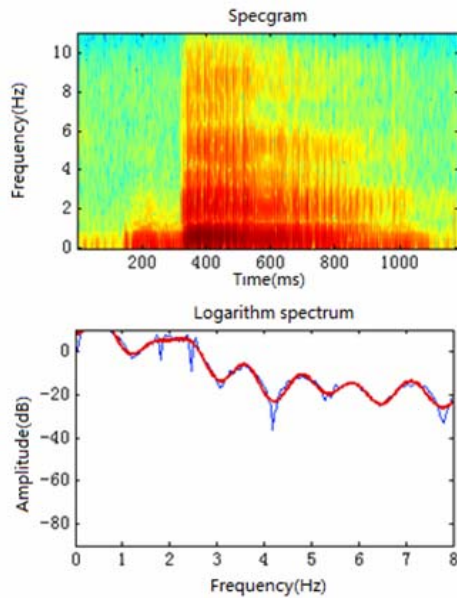 Specgram
10
8
6
4
2
0
Frequency(Hz)
200 400 600 800 1000
Time(ms)
Logarithm spectrum
0
-20
-40
-60
-80
Amplitude(dB)
0 1 2 3 4 5 6 7 8
Frequency(Hz)